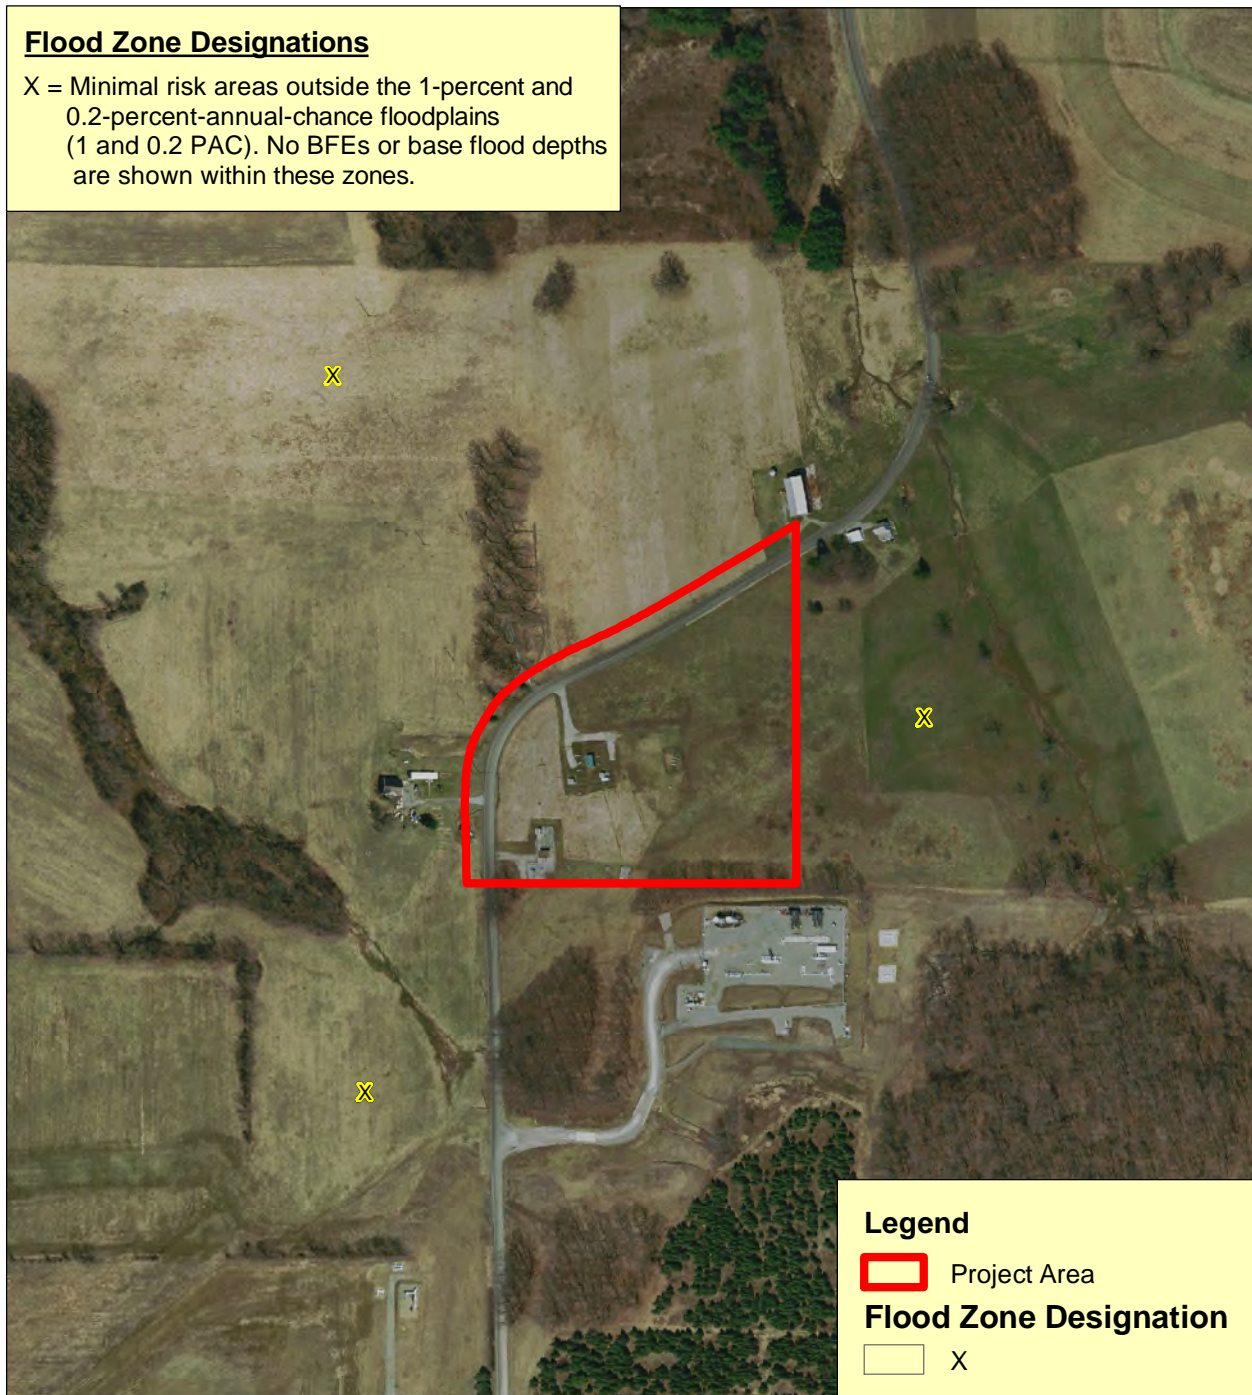 Flood Zone Designations
X = Minimal risk areas outside the 1-percent and
0.2-percent-annual-chance floodplains
(1 and 0.2 PAC). No BFEs or base flood depths
are shown within these zones.
X
X
X
Legend
Project Area
Flood Zone Designation
X